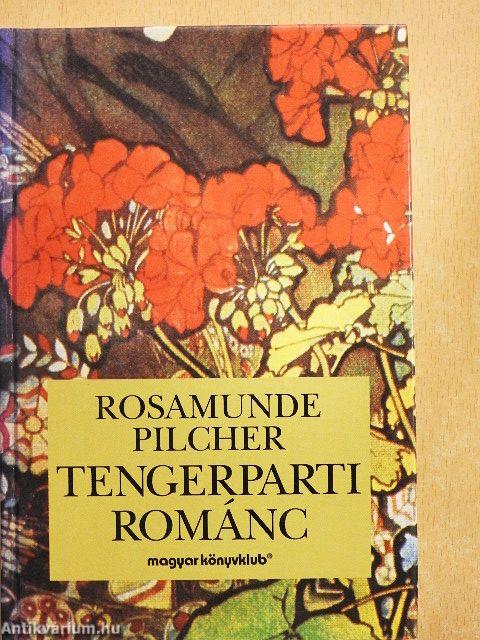 ROSAMUNDE
PILCHER
TENGERPARTI
ROMÁNC
magyar könyvklub®
Antikvarium.hu